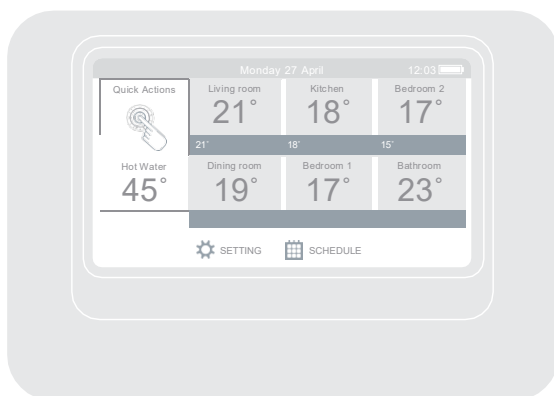 Monday 27 April 12:03
Quick Actions Living room Kitchen Bedroom 2
21° 18° 17°
21° 18° 15°
Hot Water Dining room Bedroom 1 Bathroom
45° 19° 17° 23°
SETTING SCHEDULE